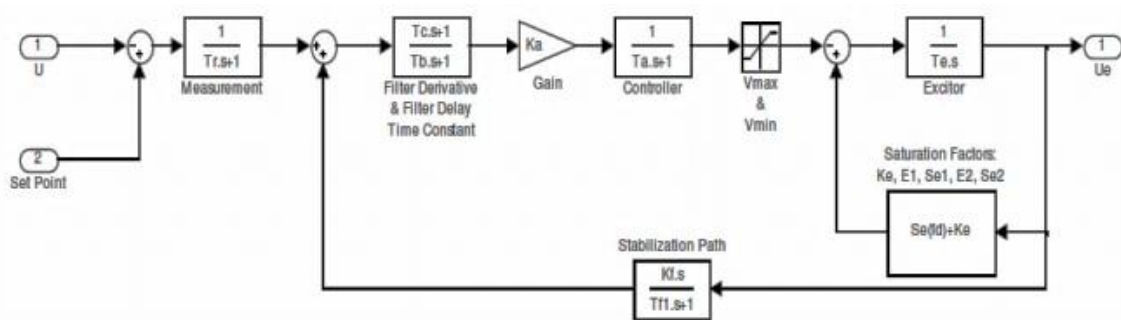 1
U
2
Set Point
-
+
1
Tr.s+1
Measurement
+
+
Tc.s+1
Tb.s+1
Filter Derivative
& Filter Delay
Time Constant
Ka
Gain
1
Ta.s+1
Controller
Vmax
&
Vmin
-
+
1
Te.s
Excitor
1
Ue
Saturation Factors:
Ke, E1, Se1, E2, Se2
Se(fd)+Ke
Stabilization Path
Kf.s
Tf1.s+1